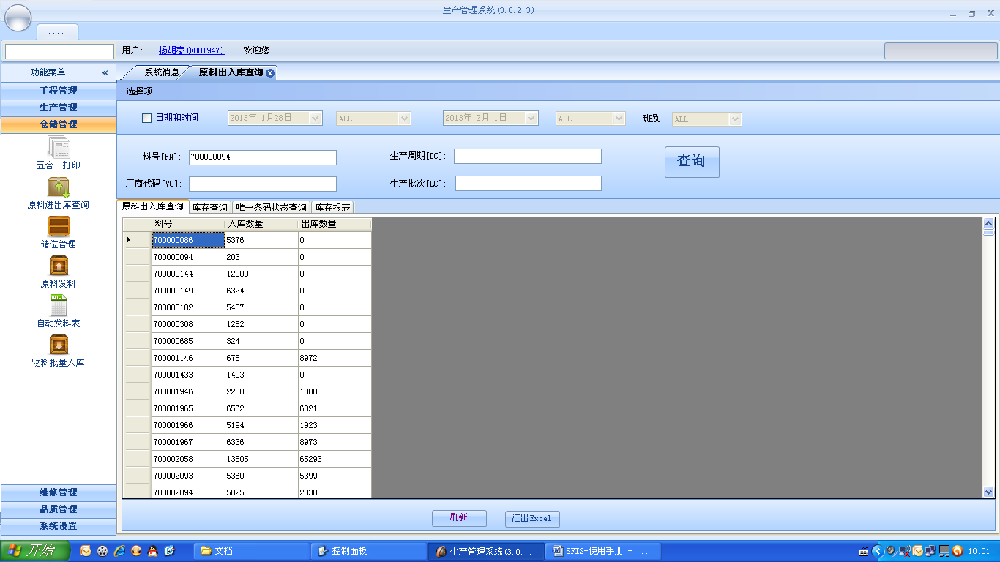 生产管理系统(3.0.2.3)
......
用户: 杨胡春(K001947) 欢迎您
功能菜单 «
系统消息 原料出入库查询
工程管理
生产管理
仓储管理
五合一打印
原料进出库查询
储位管理
原料发料
AUTO
自动发料表
物料批量入库
维修管理
品质管理
系统设置
选择项
日期和时间: 2013年 1月28日 ALL 2013年 2月 1日 ALL 班别: ALL
料号[PN]: 700000094 生产周期[DC]: 查询
厂商代码[VC]: 生产批次[LC]:
原料出入库查询 库存查询 唯一条码状态查询 库存报表
料号 入库数量 出库数量
700000086 5376 0
700000094 203 0
700000144 12000 0
700000149 6324 0
700000182 5457 0
700000308 1252 0
700000685 324 0
700001146 676 8972
700001433 1403 0
700001946 2200 1000
700001965 6562 6821
700001966 5194 1923
700001967 6336 8973
700002058 13805 65293
700002093 5360 5399
700002094 5825 2330
刷新 汇出Excel
开始 文档 控制面板 生产管理系统(3.0... SFIS-使用手册 - ... 10:01